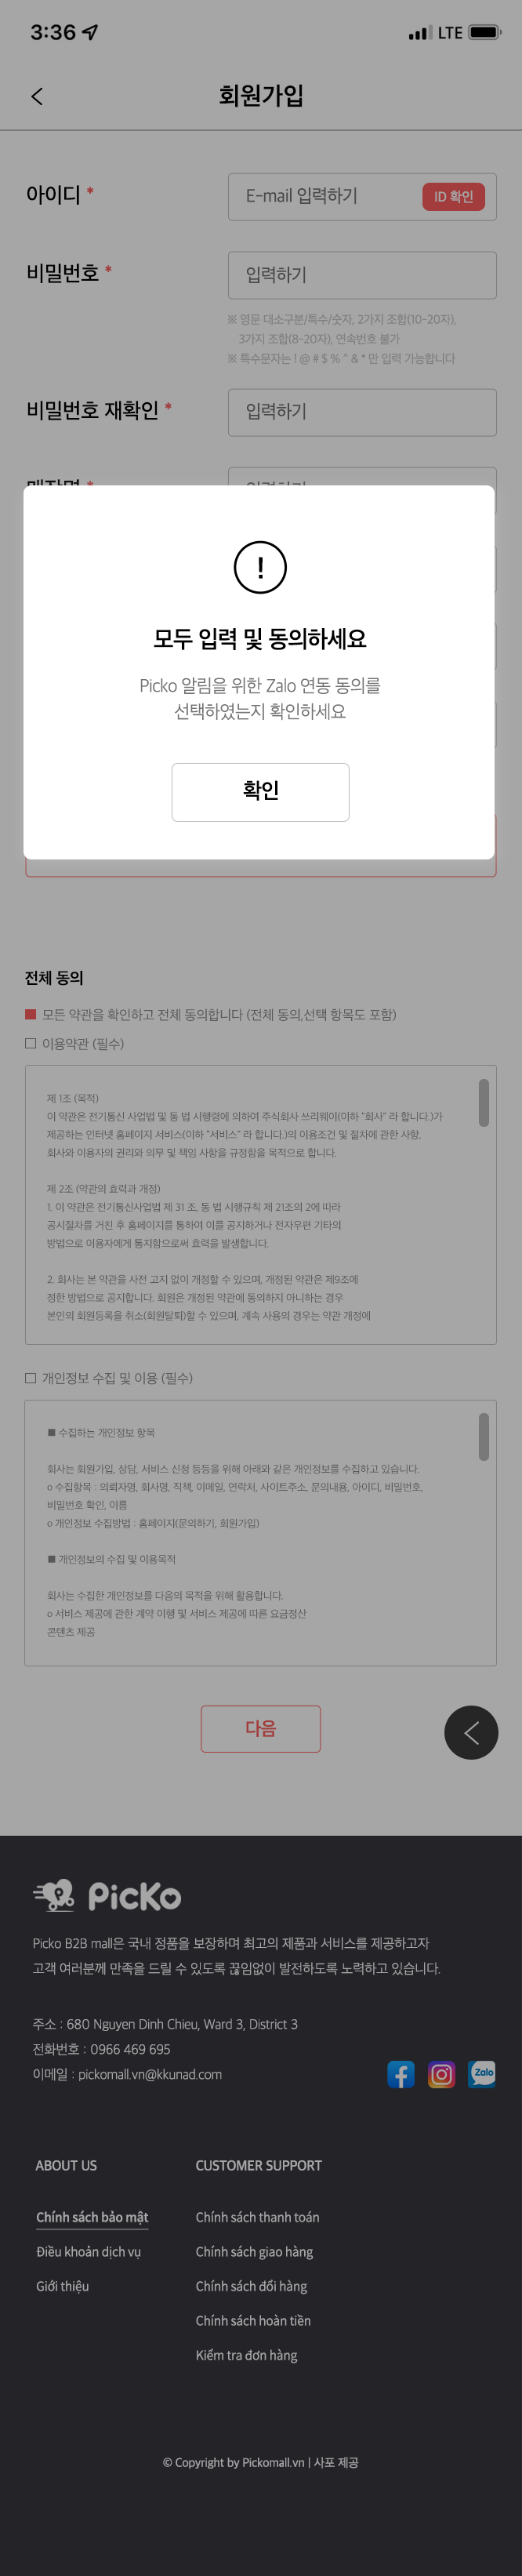 3:36
LTE
회원가입
아이디 *
E-mail 입력하기
ID 확인
비밀번호 *
입력하기
※ 영문 대소구분/특수/숫자, 2가지 조합(10~20자),
3가지 조합(8~20자), 연속번호 불가
※ 특수문자는 ! @ # $ % ^ & * 만 입력 가능합니다
비밀번호 재확인 *
입력하기
!
모두 입력 및 동의하세요
Picko 알림을 위한 Zalo 연동 동의를
선택하였는지 확인하세요
확인
전체 동의
모든 약관을 확인하고 전체 동의합니다 (전체 동의,선택 항목도 포함)
이용약관 (필수)
제 1조 (목적)
이 약관은 전기통신 사업법 및 동 법 시행령에 의하여 주식회사 쓰리웨이(이하 "회사" 라 합니다.)가
제공하는 인터넷 홈페이지 서비스(이하 "서비스" 라 합니다.)의 이용조건 및 절차에 관한 사항,
회사와 이용자의 권리와 의무 및 책임 사항을 규정함을 목적으로 합니다.
제 2조 (약관의 효력과 개정)
1. 이 약관은 전기통신사업법 제 31 조, 동 법 시행규칙 제 21조의 2에 따라
공시절차를 거친 후 홈페이지를 통하여 이를 공지하거나 전자우편 기타의
방법으로 이용자에게 통지함으로써 효력을 발생합니다.
2. 회사는 본 약관을 사전 고지 없이 개정할 수 있으며, 개정된 약관은 제9조에
정한 방법으로 공지합니다. 회원은 개정된 약관에 동의하지 아니하는 경우
본인의 회원등록을 취소(회원탈퇴)할 수 있으며, 계속 사용의 경우는 약관 개정에
개인정보 수집 및 이용 (필수)
■ 수집하는 개인정보 항목
회사는 회원가입, 상담, 서비스 신청 등등을 위해 아래와 같은 개인정보를 수집하고 있습니다.
o 수집항목 : 의뢰자명, 회사명, 직책, 이메일, 연락처, 사이트주소, 문의내용, 아이디, 비밀번호,
비밀번호 확인, 이름
o 개인정보 수집방법 : 홈페이지(문의하기, 회원가입)
■ 개인정보의 수집 및 이용목적
회사는 수집한 개인정보를 다음의 목적을 위해 활용합니다.
o 서비스 제공에 관한 계약 이행 및 서비스 제공에 따른 요금정산
콘텐츠 제공
다음
PicKo
Picko B2B mall은 국내 정품을 보장하며 최고의 제품과 서비스를 제공하고자
고객 여러분께 만족을 드릴 수 있도록 끊임없이 발전하도록 노력하고 있습니다.
주소 : 680 Nguyen Dinh Chieu, Ward 3, District 3
전화번호 : 0966 469 695
이메일 : pickomall.vn@kkunad.com
Zalo
ABOUT US
CUSTOMER SUPPORT
Chính sách bảo mật
Chính sách thanh toán
Điều khoản dịch vụ
Chính sách giao hàng
Giới thiệu
Chính sách đổi hàng
Chính sách hoàn tiền
Kiểm tra đơn hàng
© Copyright by Pickomall.vn | 사포 제공